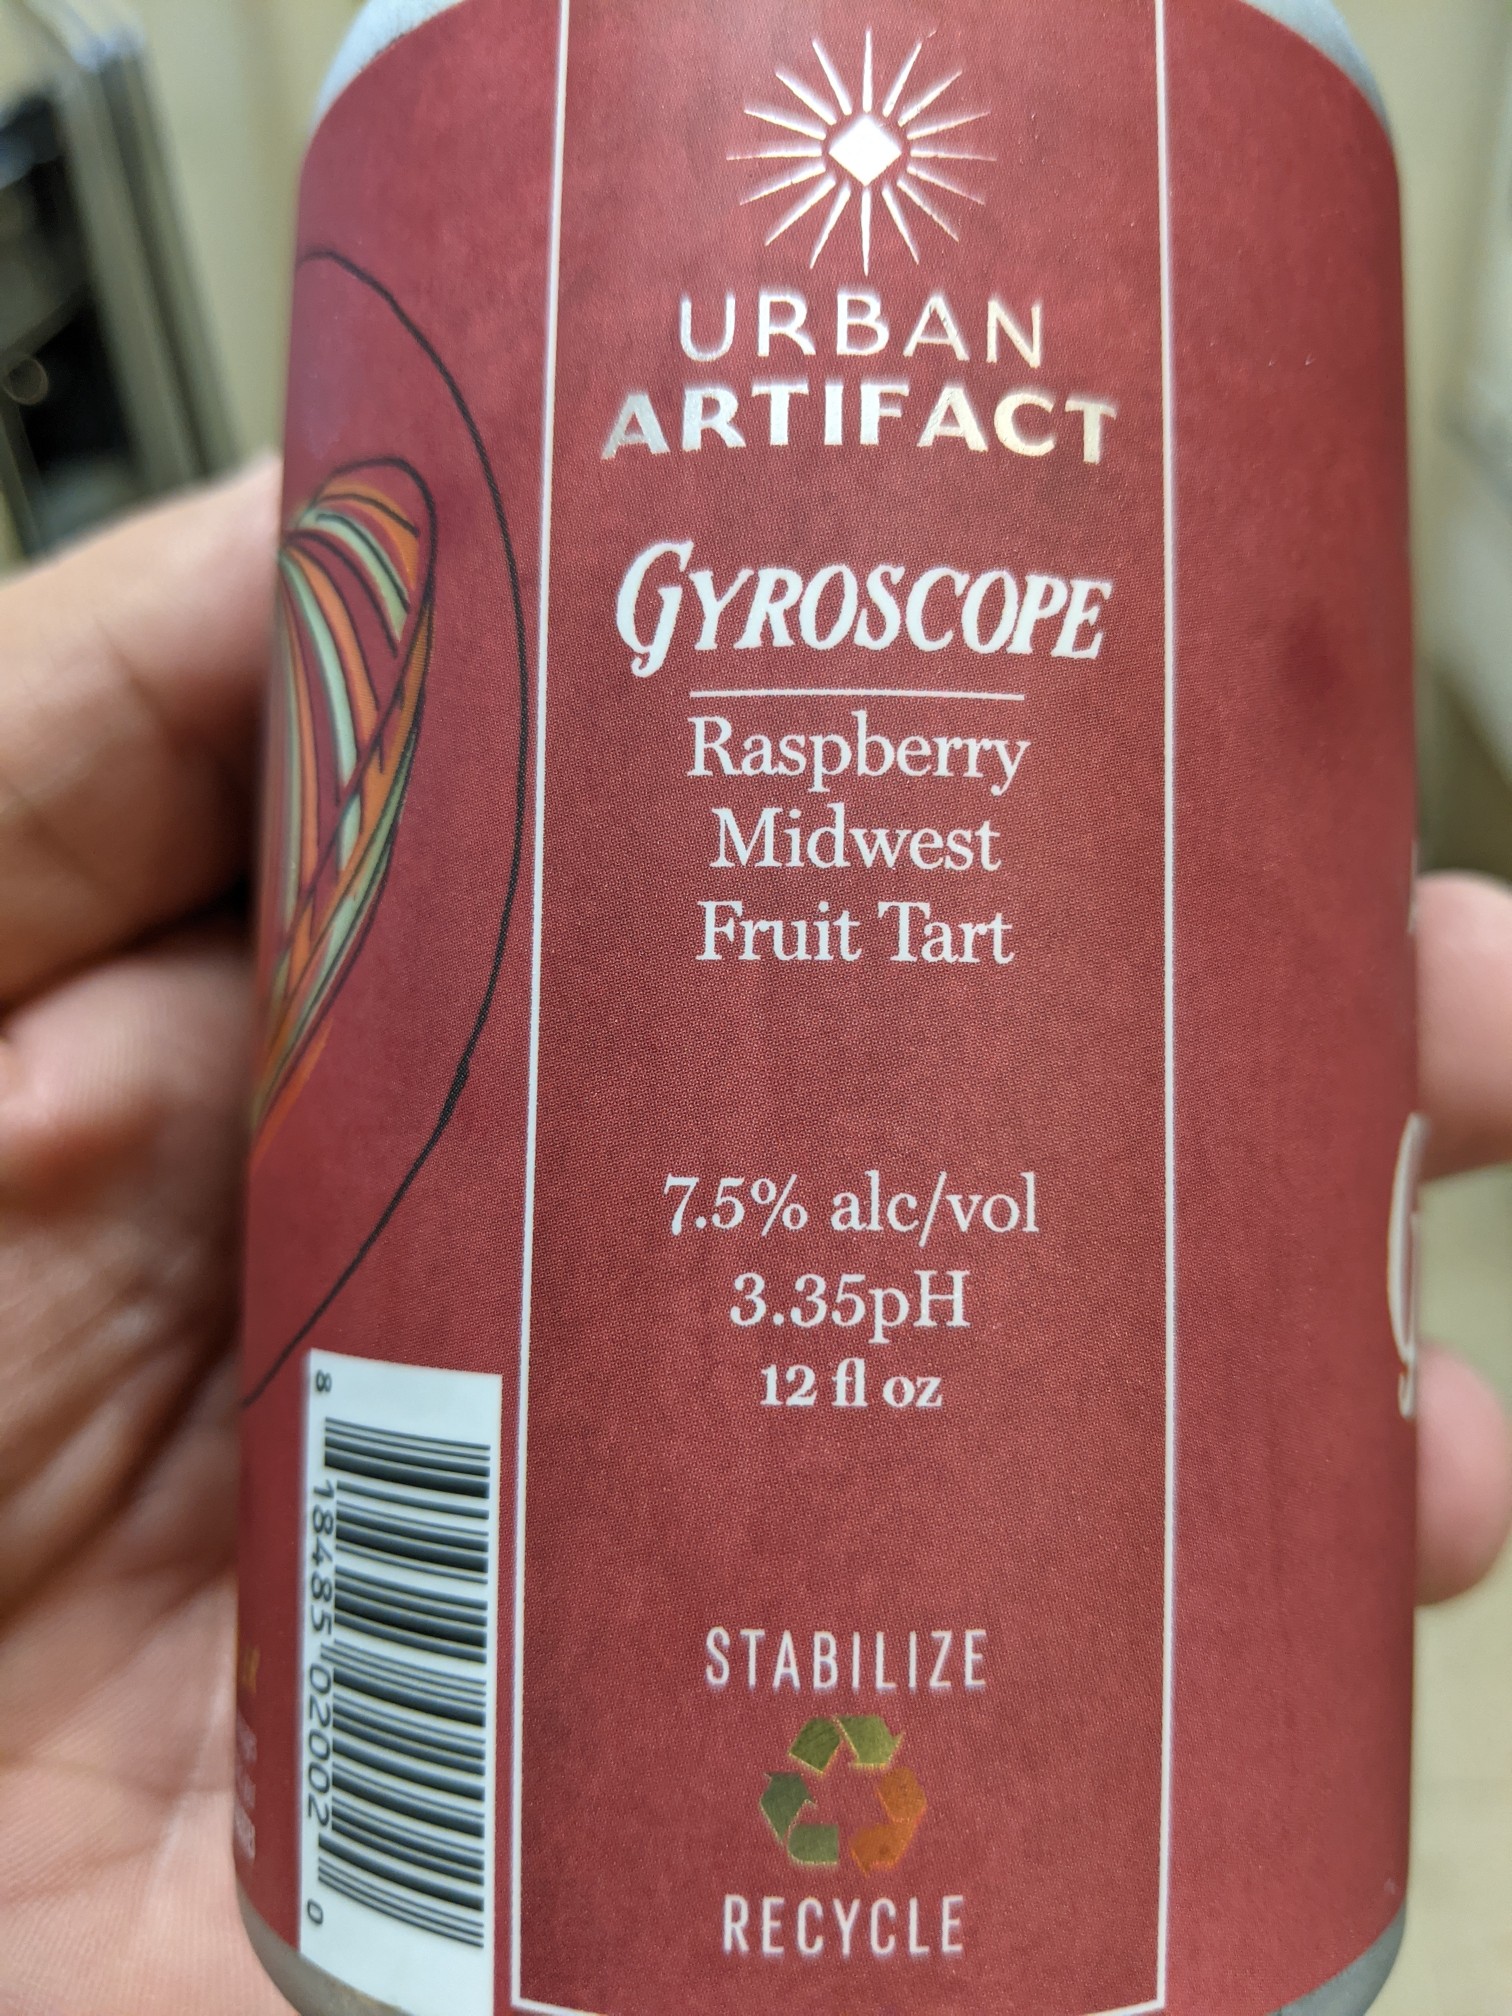 URBAN
ARTIFACT
GYROSCOPE
Raspberry
Midwest
Fruit Tart
7.5% alc/vol
3.35pH
12 fl oz
STABILIZE
RECYCLE
8 18485 02002 0